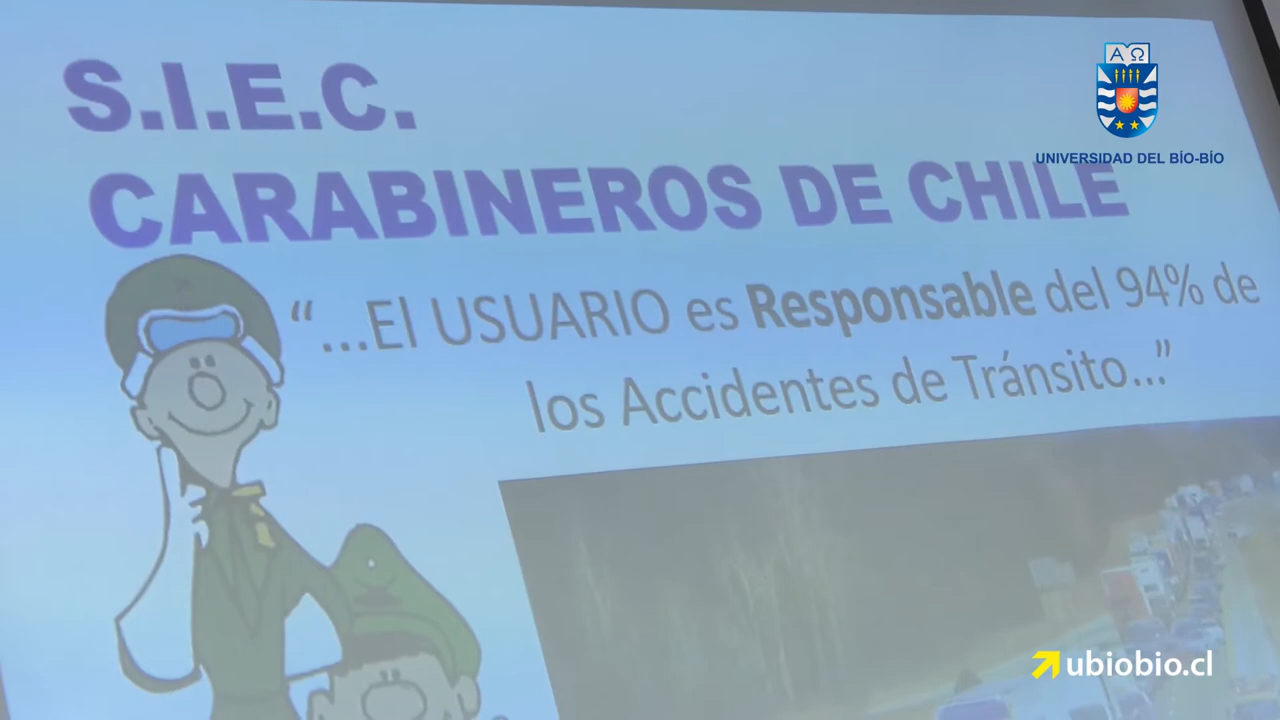 S.I.E.C.
CARABINEROS DE CHILE
"...El USUARIO es Responsable del 94% de
los Accidentes de Tránsito..."
ΑΩ
UNIVERSIDAD DEL BÍO-BÍO
ubiobio.cl